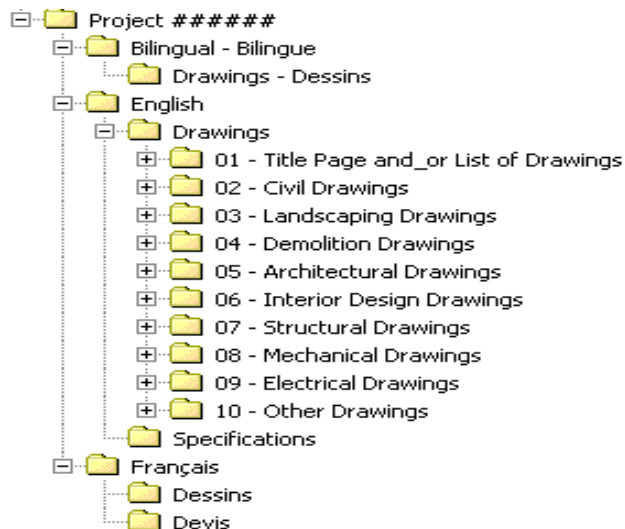 Project ######
Bilingual - Bilingue
Drawings - Dessins
English
Drawings
01 - Title Page and_or List of Drawings
02 - Civil Drawings
03 - Landscaping Drawings
04 - Demolition Drawings
05 - Architectural Drawings
06 - Interior Design Drawings
07 - Structural Drawings
08 - Mechanical Drawings
09 - Electrical Drawings
10 - Other Drawings
Specifications
Français
Dessins
Devis